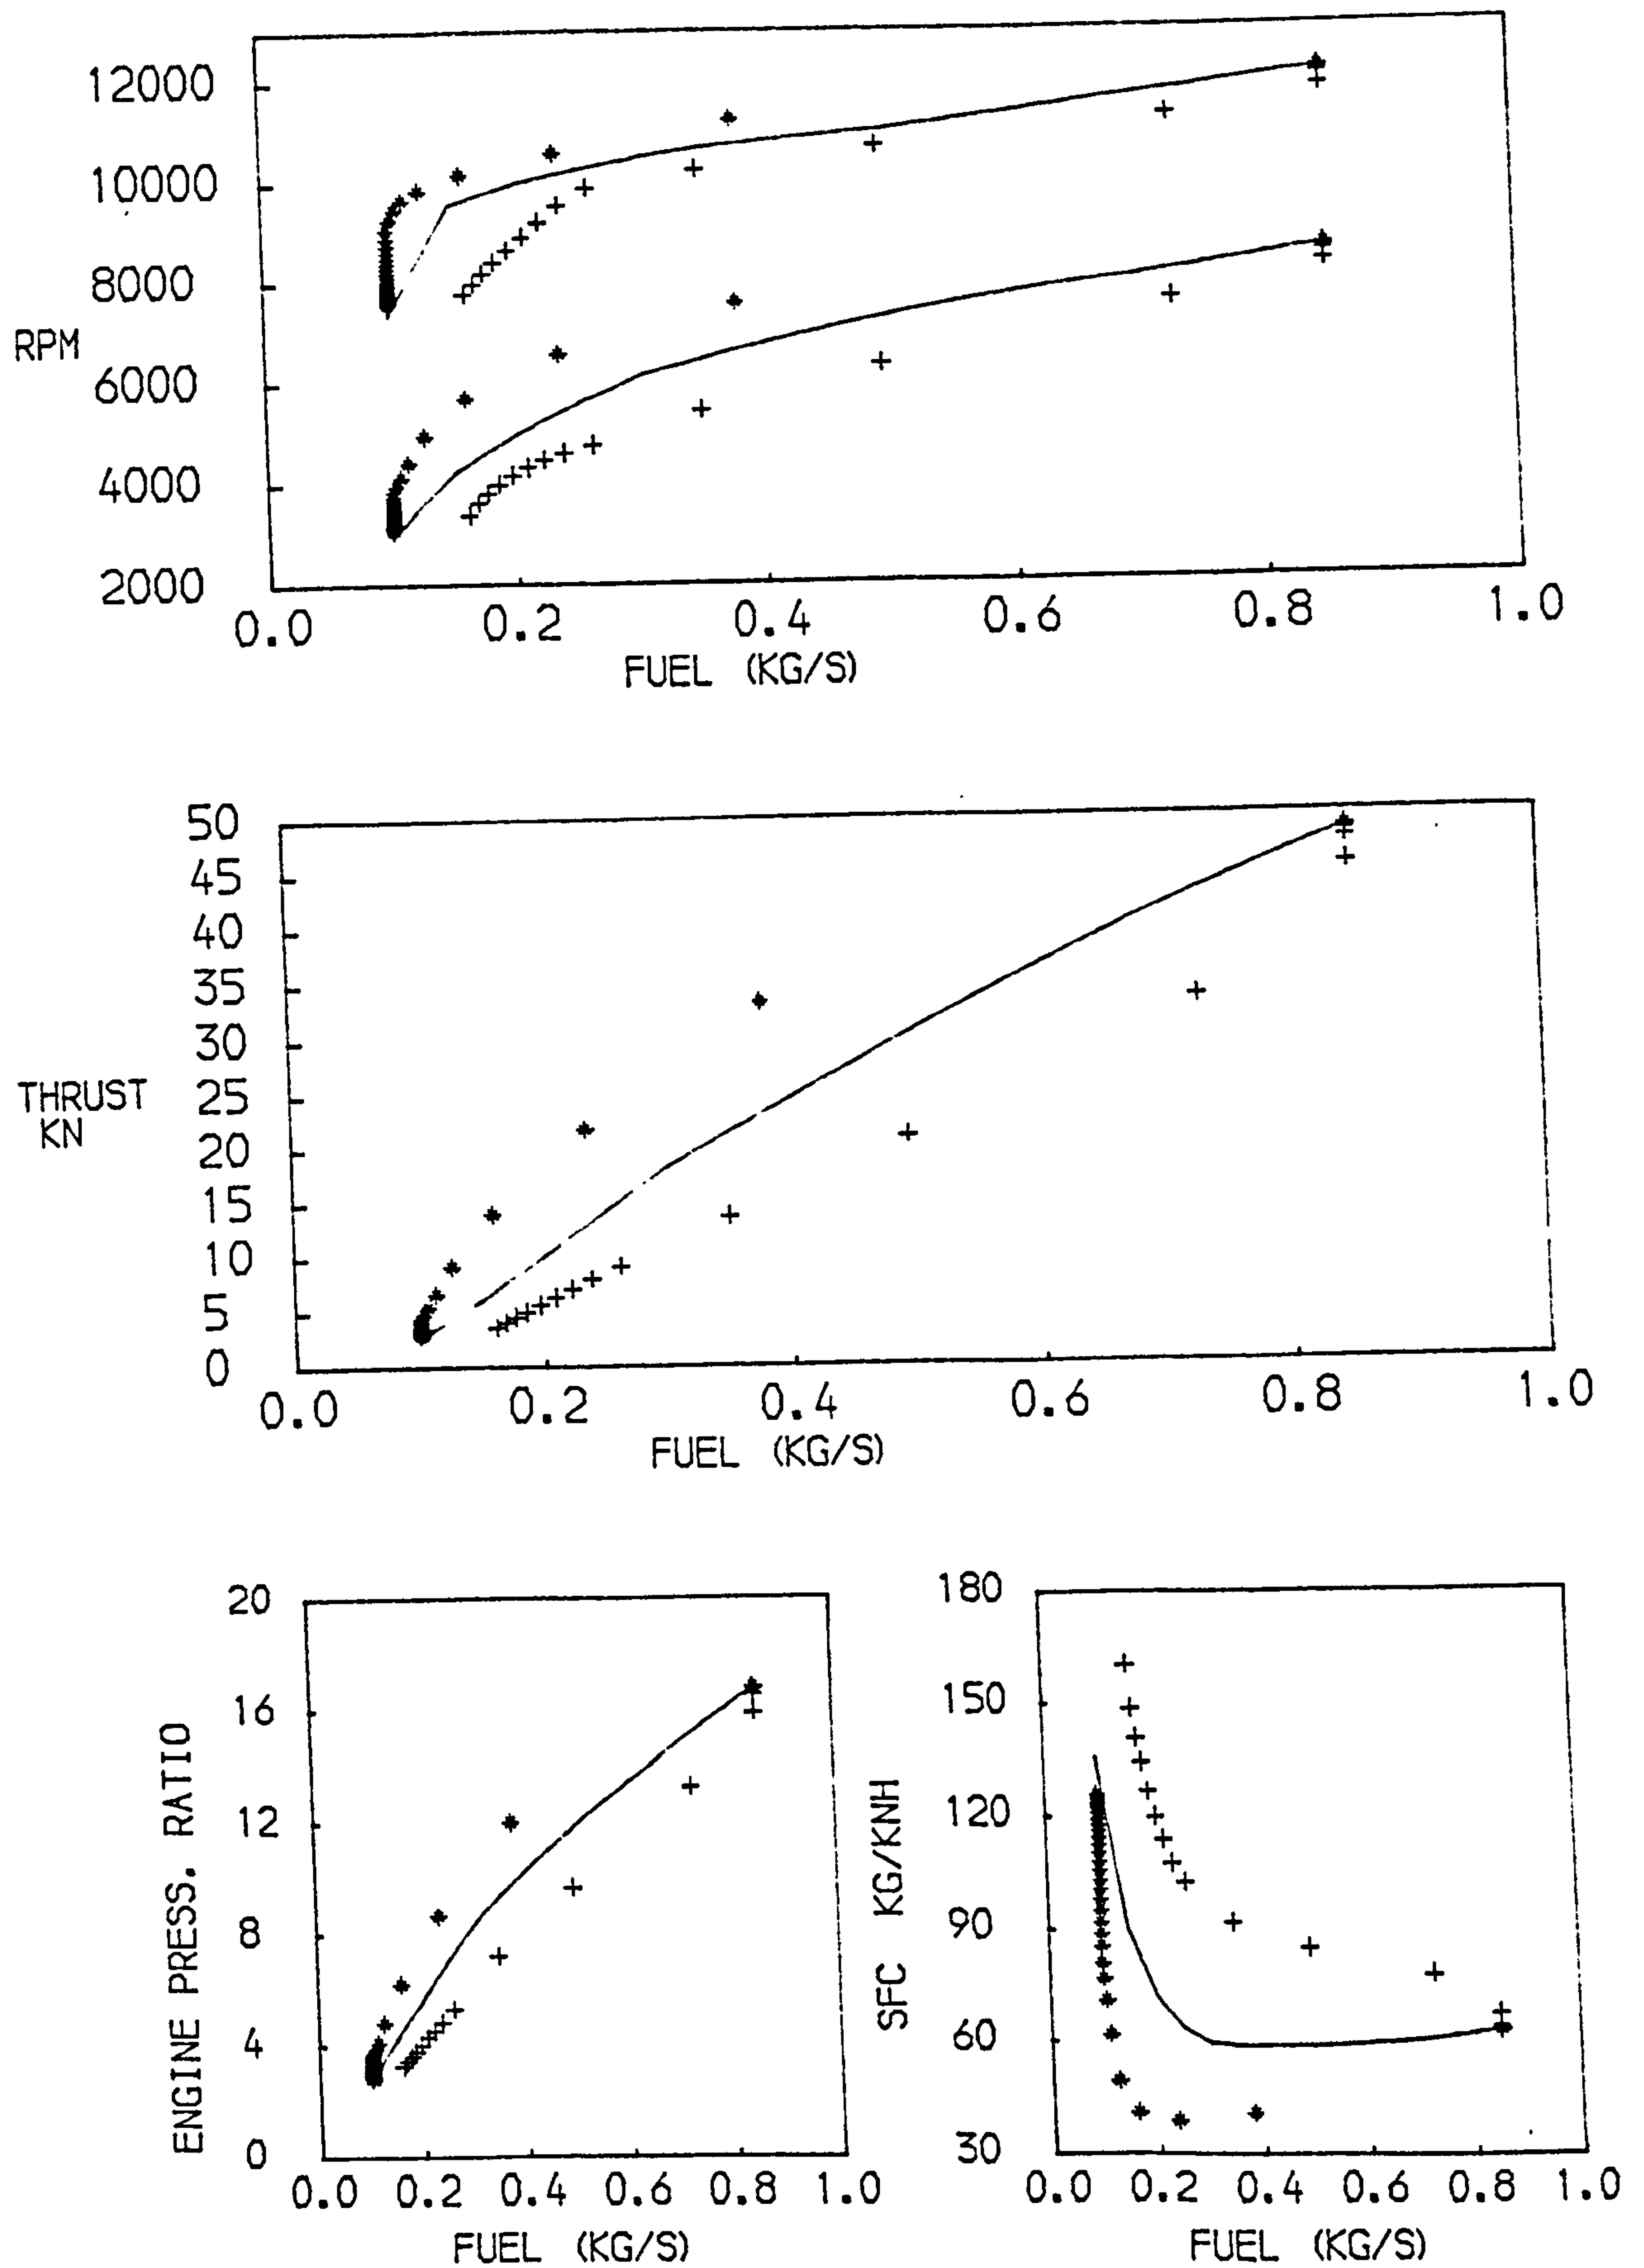 12000
10000
8000
RPM
6000
4000
2000
0.0 0.2 0.4 0.6 0.8 1.0
FUEL (KG/S)
50
45
40
35
30
THRUST 25
KN
20
15
10
5
0
0.0 0.2 0.4 0.6 0.8 1.0
FUEL (KG/S)
ENGINE PRESS. RATIO
20
16
12
8
4
0
0.0 0.2 0.4 0.6 0.8 1.0
FUEL (KG/S)
SFC KG/KNH
180
150
120
90
60
30
0.0 0.2 0.4 0.6 0.8 1.0
FUEL (KG/S)